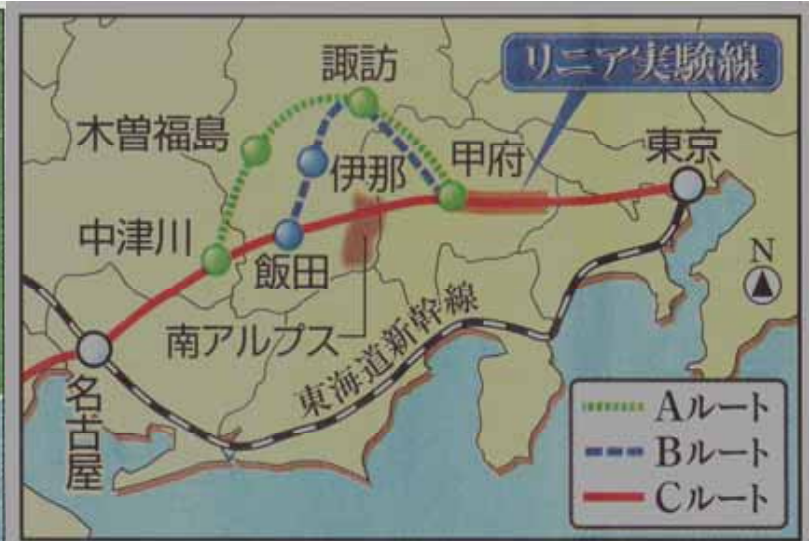 リニア実験線
諏訪
木曽福島
伊那
甲府
東京
中津川
飯田
N
南アルプス
東海道新幹線
名古屋
Aルート
Bルート
Cルート